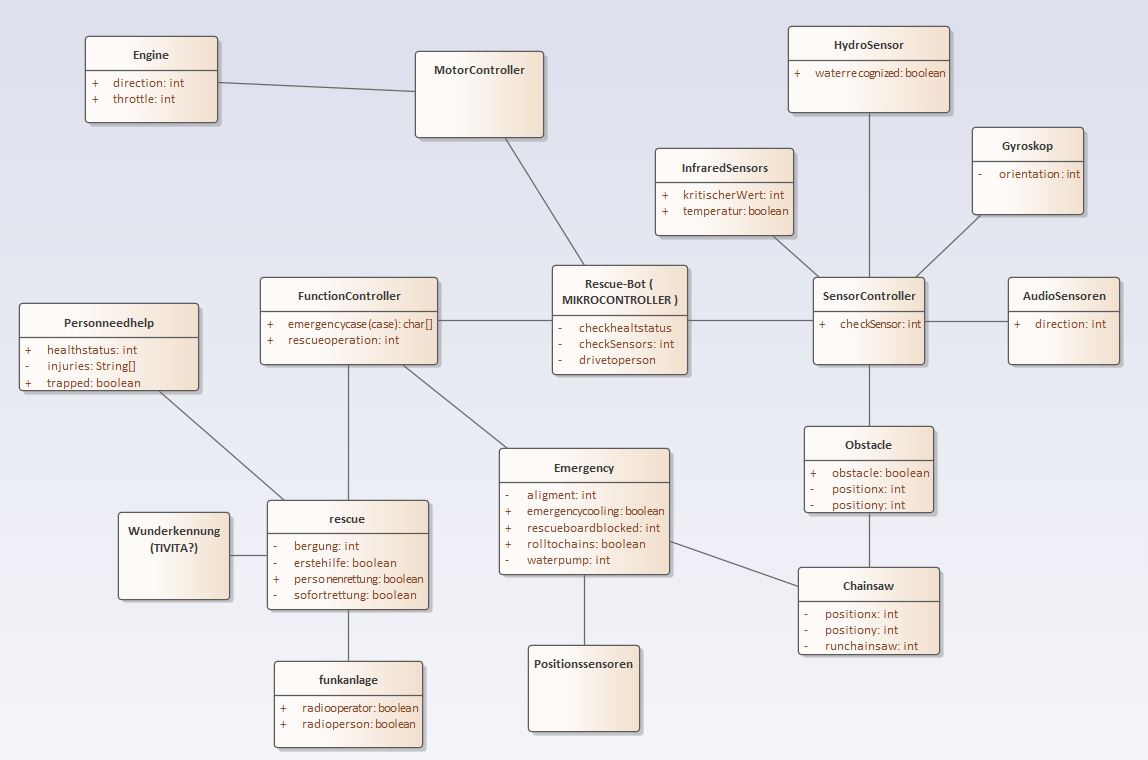 Engine
+ direction: int
+ throttle: int
MotorController
HydroSensor
+ waterrecognized: boolean
Gyroskop
- orientation: int
InfraredSensors
+ kritischerWert: int
+ temperatur: boolean
Rescue-Bot (
MIKROCONTROLLER )
- checkhealtstatus
- checkSensors: int
- drivetoperson
FunctionController
+ emergencycase(case): char[]
+ rescueoperation: int
SensorController
+ checkSensor: int
AudioSensoren
+ direction: int
Personneedhelp
+ healthstatus: int
- injuries: String[]
+ trapped: boolean
Obstacle
+ obstacle: boolean
- positionx: int
- positiony: int
Emergency
- aligment: int
+ emergencycooling: boolean
+ rescueboardblocked: int
+ rolltochains: boolean
- waterpump: int
rescue
- bergung: int
- erstehilfe: boolean
+ personenrettung: boolean
- sofortrettung: boolean
Wunderkennung
(TIVITA?)
Chainsaw
- positionx: int
- positiony: int
- runchainsaw: int
Positionssensoren
funkanlage
+ radiooperator: boolean
+ radioperson: boolean